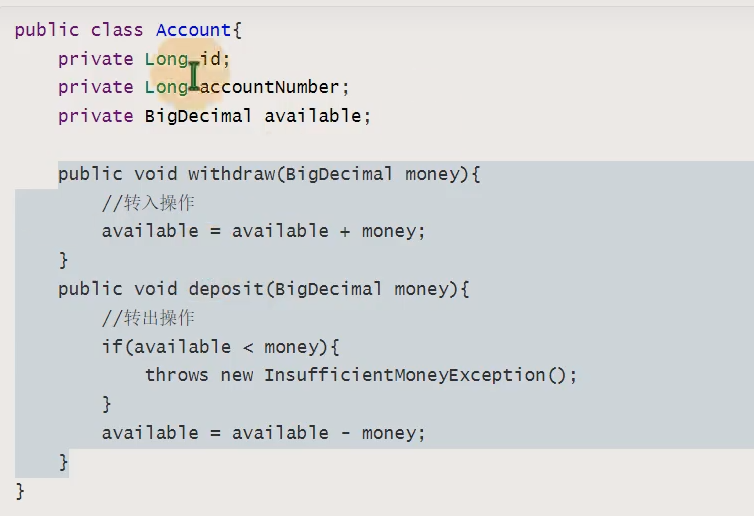 public class Account{
    private Long id;
    private Long accountNumber;
    private BigDecimal available;
    public void withdraw(BigDecimal money){
        //转入操作
        available = available + money;
    }
    public void deposit(BigDecimal money){
        //转出操作
        if(available < money){
            throws new InsufficientMoneyException();
        }
        available = available - money;
    }
}